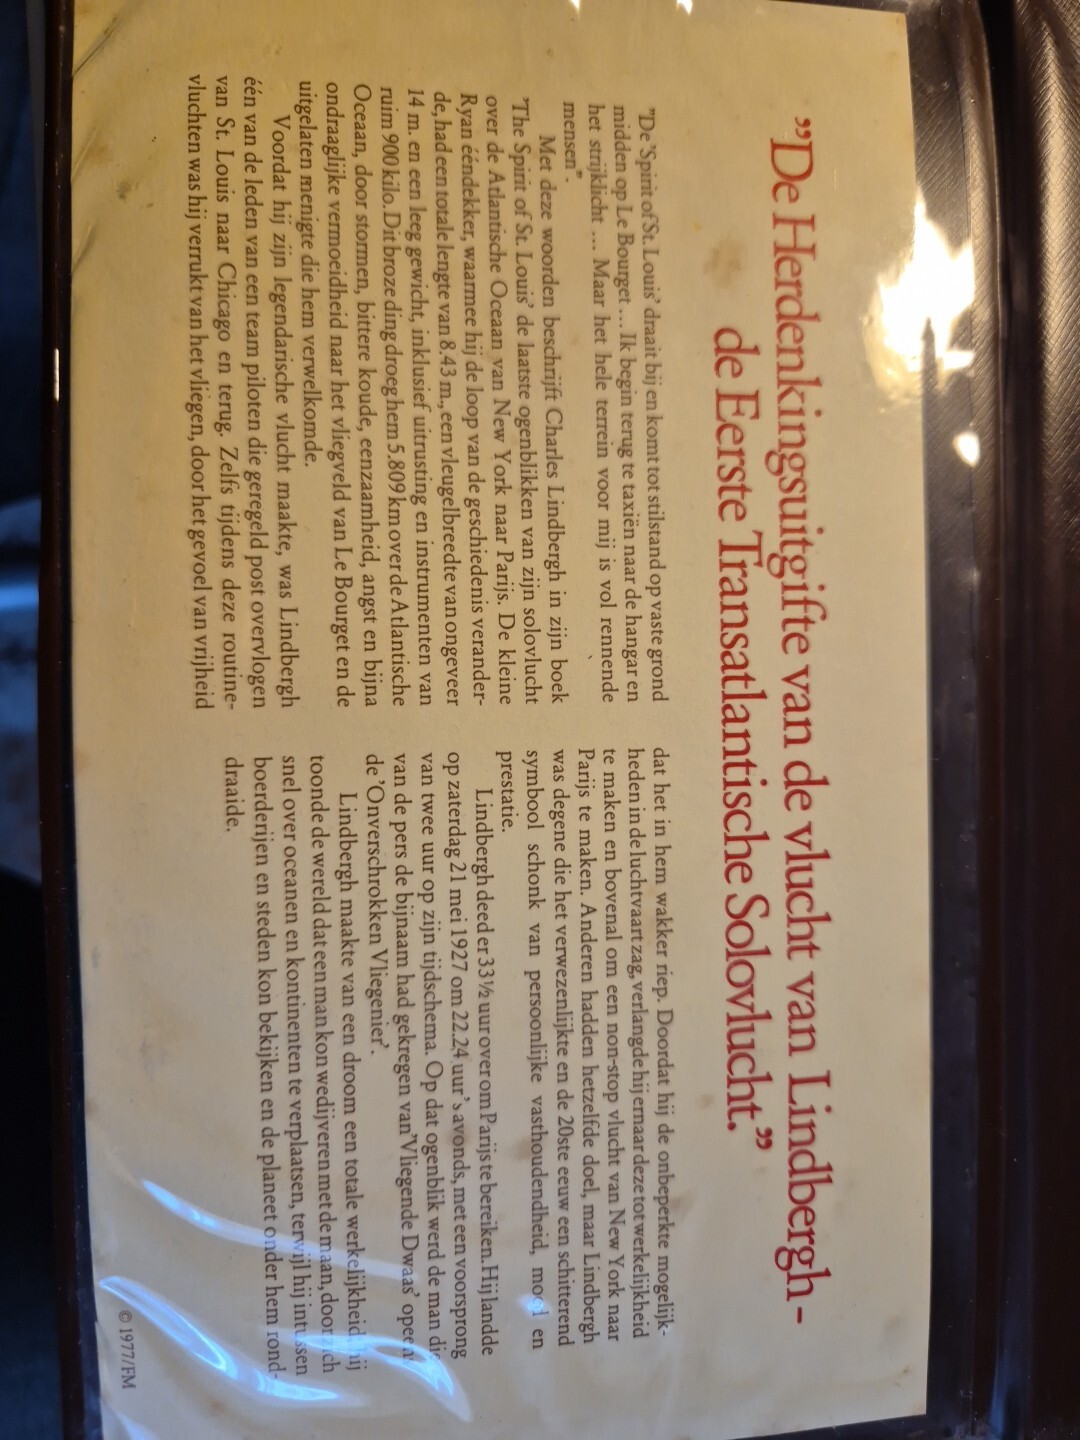 ”De Herdenkingsuitgifte van de vlucht van Lindbergh-
de Eerste Transatlantische Solovlucht.”
”De ’Spirit of St. Louis’ draait bij en komt tot stilstand op vaste grond
midden op Le Bourget ... Ik begin terug te taxiën naar de hangar en
het strijklicht ... Maar het hele terrein voor mij is vol rennende
mensen”.
Met deze woorden beschrijft Charles Lindbergh in zijn boek
’The Spirit of St. Louis’ de laatste ogenblikken van zijn solovlucht
over de Atlantische Oceaan van New York naar Parijs. De kleine
Ryan ééndekker, waarmee hij de loop van de geschiedenis verander-
de, had een totale lengte van 8.43 m., een vleugelbreedte van ongeveer
14 m. en een leeg gewicht, inklusief uitrusting en instrumenten van
ruim 900 kilo. Dit broze ding droeg hem 5.809 km over de Atlantische
Oceaan, door stormen, bittere koude, eenzaamheid, angst en bijna
ondraaglijke vermoeidheid naar het vliegveld van Le Bourget en de
uitgelaten menigte die hem verwelkomde.
Voordat hij zijn legendarische vlucht maakte, was Lindbergh
één van de leden van een team piloten die geregeld post overvlogen
van St. Louis naar Chicago en terug. Zelfs tijdens deze routine-
vluchten was hij verrukt van het vliegen, door het gevoel van vrijheid
dat het in hem wakker riep. Doordat hij de onbeperkte mogelijk-
heden in de luchtvaart zag, verlangde hij ernaar deze tot werkelijkheid
te maken en bovenal om een non-stop vlucht van New York naar
Parijs te maken. Anderen hadden hetzelfde doel, maar Lindbergh
was degene die het verwezenlijkte en de 20ste eeuw een schitterend
symbool schonk van persoonlijke vasthoudendheid, moed en
prestatie.
Lindbergh deed er 33½ uur over om Parijs te bereiken. Hij landde
op zaterdag 21 mei 1927 om 22.24 uur ’s avonds, met een voorsprong
van twee uur op zijn tijdschema. Op dat ogenblik werd de man die
van de pers de bijnaam had gekregen van ’Vliegende Dwaas’ opeens
de ’Onverschrokken Vliegenier’.
Lindbergh maakte van een droom een totale werkelijkheid: hij
toonde de wereld dat een man kon wedijveren met de maan, door zich
snel over oceanen en kontinenten te verplaatsen, terwijl hij intussen
boerderijen en steden kon bekijken en de planeet onder hem rond-
draaide.
© 1977/FM